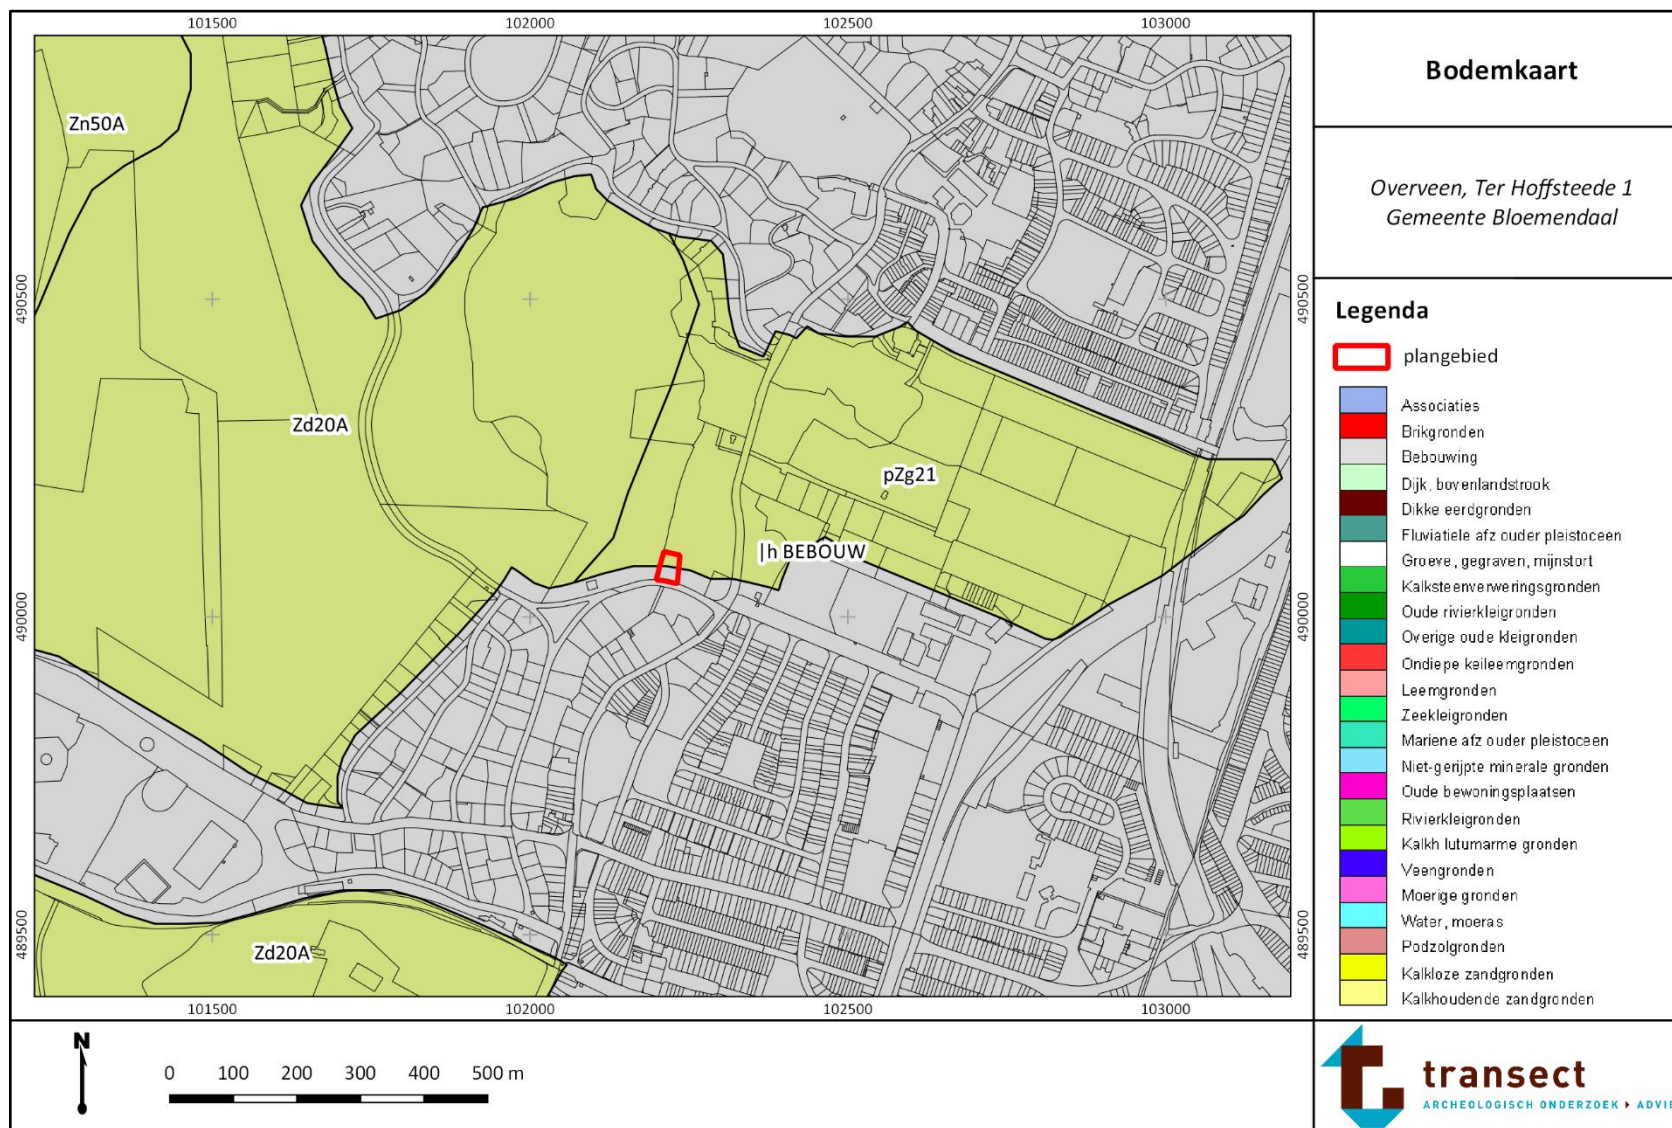 101500 102000 102500 103000
Bodemkaart
Overveen, Ter Hoffsteede 1
Gemeente Bloemendaal
Zn50A
490500 490500
Zd20A
pZg21
|h BEBOUW
490000 490000
489500 489500
Zd20A
101500 102000 102500 103000
Legenda
plangebied
Associaties
Brikgronden
Bebouwing
Dijk, bovenlandstrook
Dikke eerdgronden
Fluviatiele afz ouder pleistoceen
Groeve, gegraven, mijnstort
Kalksteenverweringsgronden
Oude rivierkleigronden
Overige oude kleigronden
Ondiepe keileemgronden
Leemgronden
Zeekleigronden
Mariene afz ouder pleistoceen
Niet-gerijpte minerale gronden
Oude bewoningsplaatsen
Rivierkleigronden
Kalkh lutumarme gronden
Veengronden
Moerige gronden
Water, moeras
Podzolgronden
Kalkloze zandgronden
Kalkhoudende zandgronden
N
0 100 200 300 400 500 m
transect
ARCHEOLOGISCH ONDERZOEK ADVIE